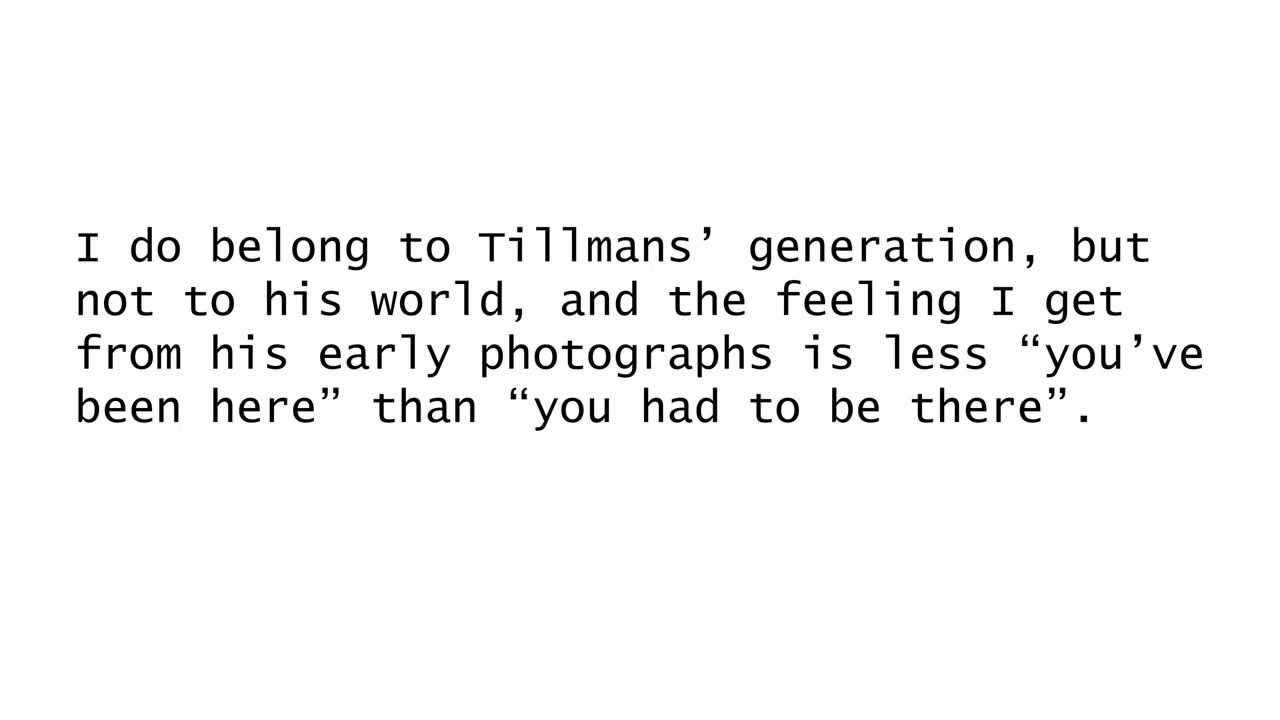 I do belong to Tillmans’ generation, but
not to his world, and the feeling I get
from his early photographs is less “you’ve
been here” than “you had to be there”.